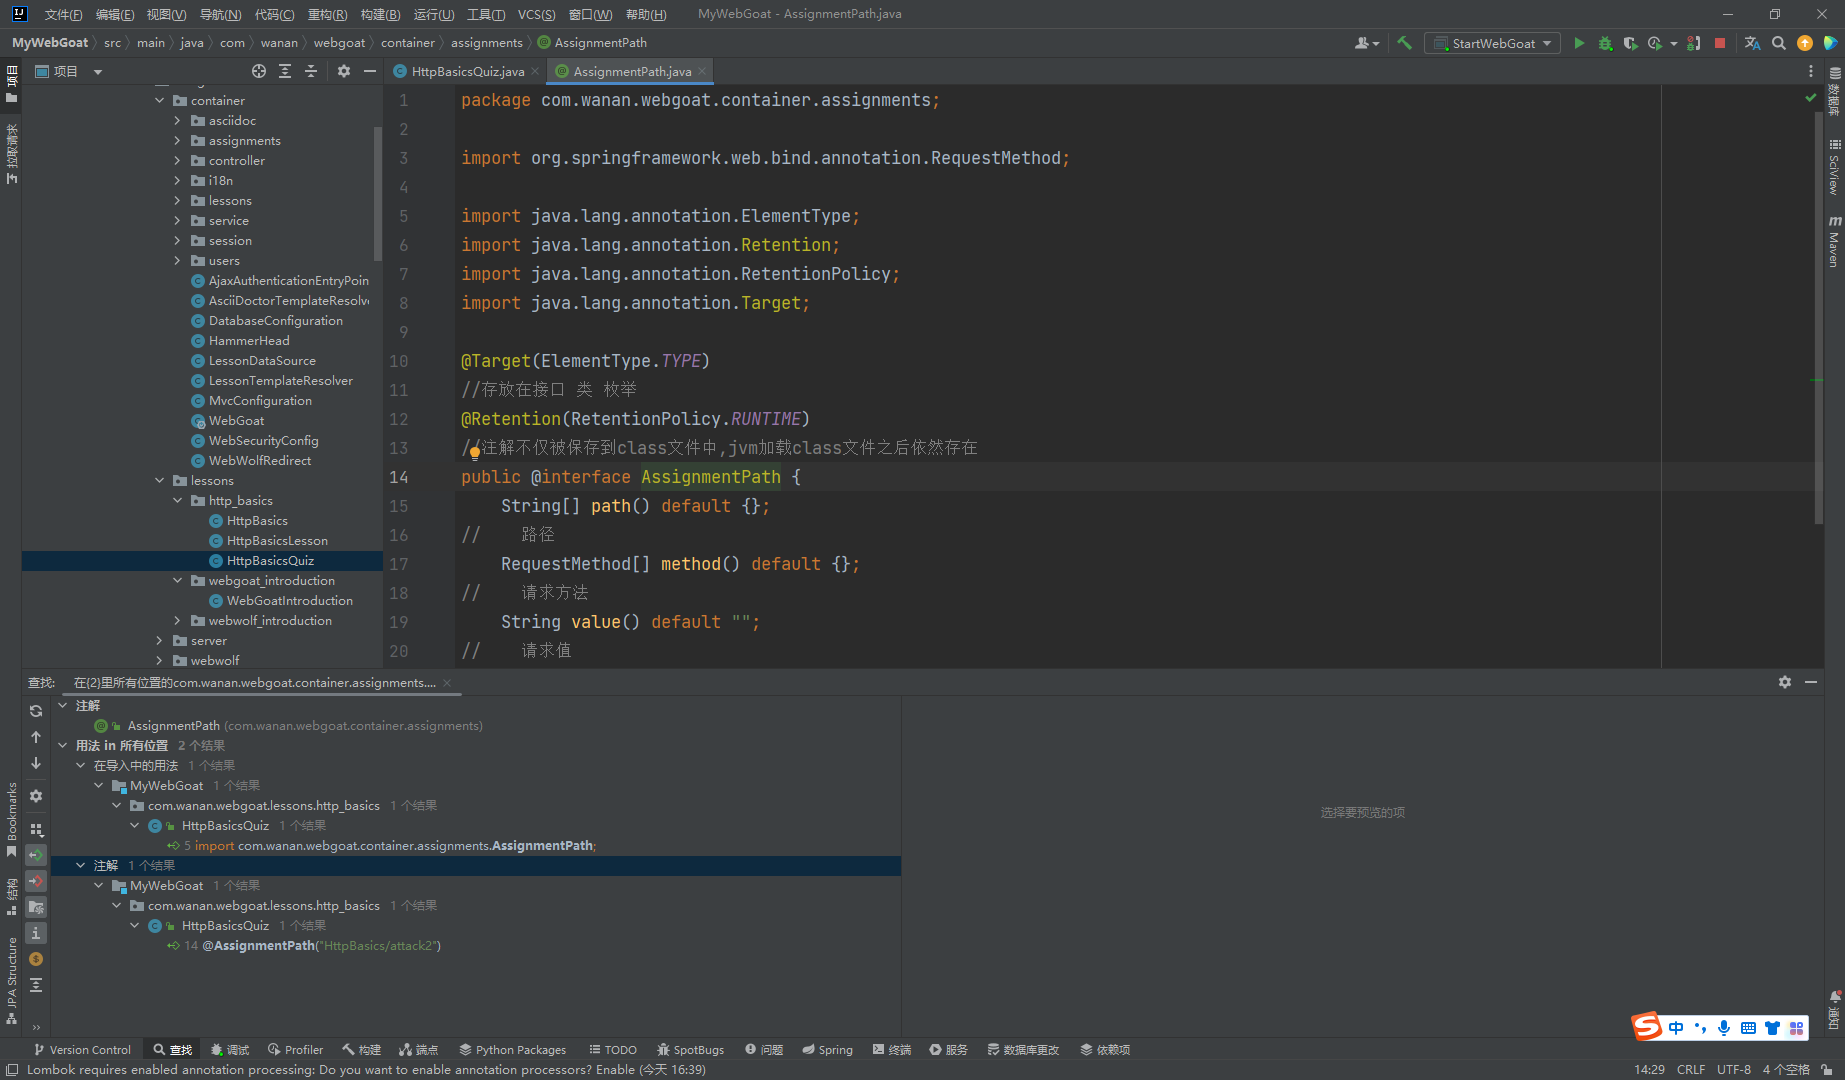 文件(F) 编辑(E) 视图(V) 导航(N) 代码(C) 重构(R) 构建(B) 运行(U) 工具(T) VCS(S) 窗口(W) 帮助(H) MyWebGoat - AssignmentPath.java
MyWebGoat src main java com wanan webgoat container assignments AssignmentPath StartWebGoat
项目
HttpBasicsQuiz.java AssignmentPath.java
项目
拉取请求
container
asciidoc
assignments
controller
i18n
lessons
service
session
users
AjaxAuthenticationEntryPoin
AsciiDoctorTemplateResolve
DatabaseConfiguration
HammerHead
LessonDataSource
LessonTemplateResolver
MvcConfiguration
WebGoat
WebSecurityConfig
WebWolfRedirect
lessons
http_basics
HttpBasics
HttpBasicsLesson
HttpBasicsQuiz
webgoat_introduction
WebGoatIntroduction
webwolf_introduction
server
webwolf
1 package com.wanan.webgoat.container.assignments;
2
3 import org.springframework.web.bind.annotation.RequestMethod;
4
5 import java.lang.annotation.ElementType;
6 import java.lang.annotation.Retention;
7 import java.lang.annotation.RetentionPolicy;
8 import java.lang.annotation.Target;
9
10 @Target(ElementType.TYPE)
11 //存放在接口 类 枚举
12 @Retention(RetentionPolicy.RUNTIME)
13 //注解不仅被保存到class文件中,jvm加载class文件之后依然存在
14 public @interface AssignmentPath {
15 String[] path() default {};
16 // 路径
17 RequestMethod[] method() default {};
18 // 请求方法
19 String value() default "";
20 // 请求值
数据库
SciView
Maven
通知
查找: 在{2}里所有位置的com.wanan.webgoat.container.assignments....
注解
AssignmentPath (com.wanan.webgoat.container.assignments)
用法 in 所有位置 2 个结果
在导入中的用法 1 个结果
MyWebGoat 1 个结果
com.wanan.webgoat.lessons.http_basics 1 个结果
HttpBasicsQuiz 1 个结果
5 import com.wanan.webgoat.container.assignments.AssignmentPath;
注解 1 个结果
MyWebGoat 1 个结果
com.wanan.webgoat.lessons.http_basics 1 个结果
HttpBasicsQuiz 1 个结果
14 @AssignmentPath("HttpBasics/attack2")
选择要预览的项
Bookmarks
结构
JPA Structure
中
Version Control 查找 调试 Profiler 构建 端点 Python Packages TODO SpotBugs 问题 Spring 终端 服务 数据库更改 依赖项
Lombok requires enabled annotation processing: Do you want to enable annotation processors? Enable (今天 16:39) 14:29 CRLF UTF-8 4 个空格